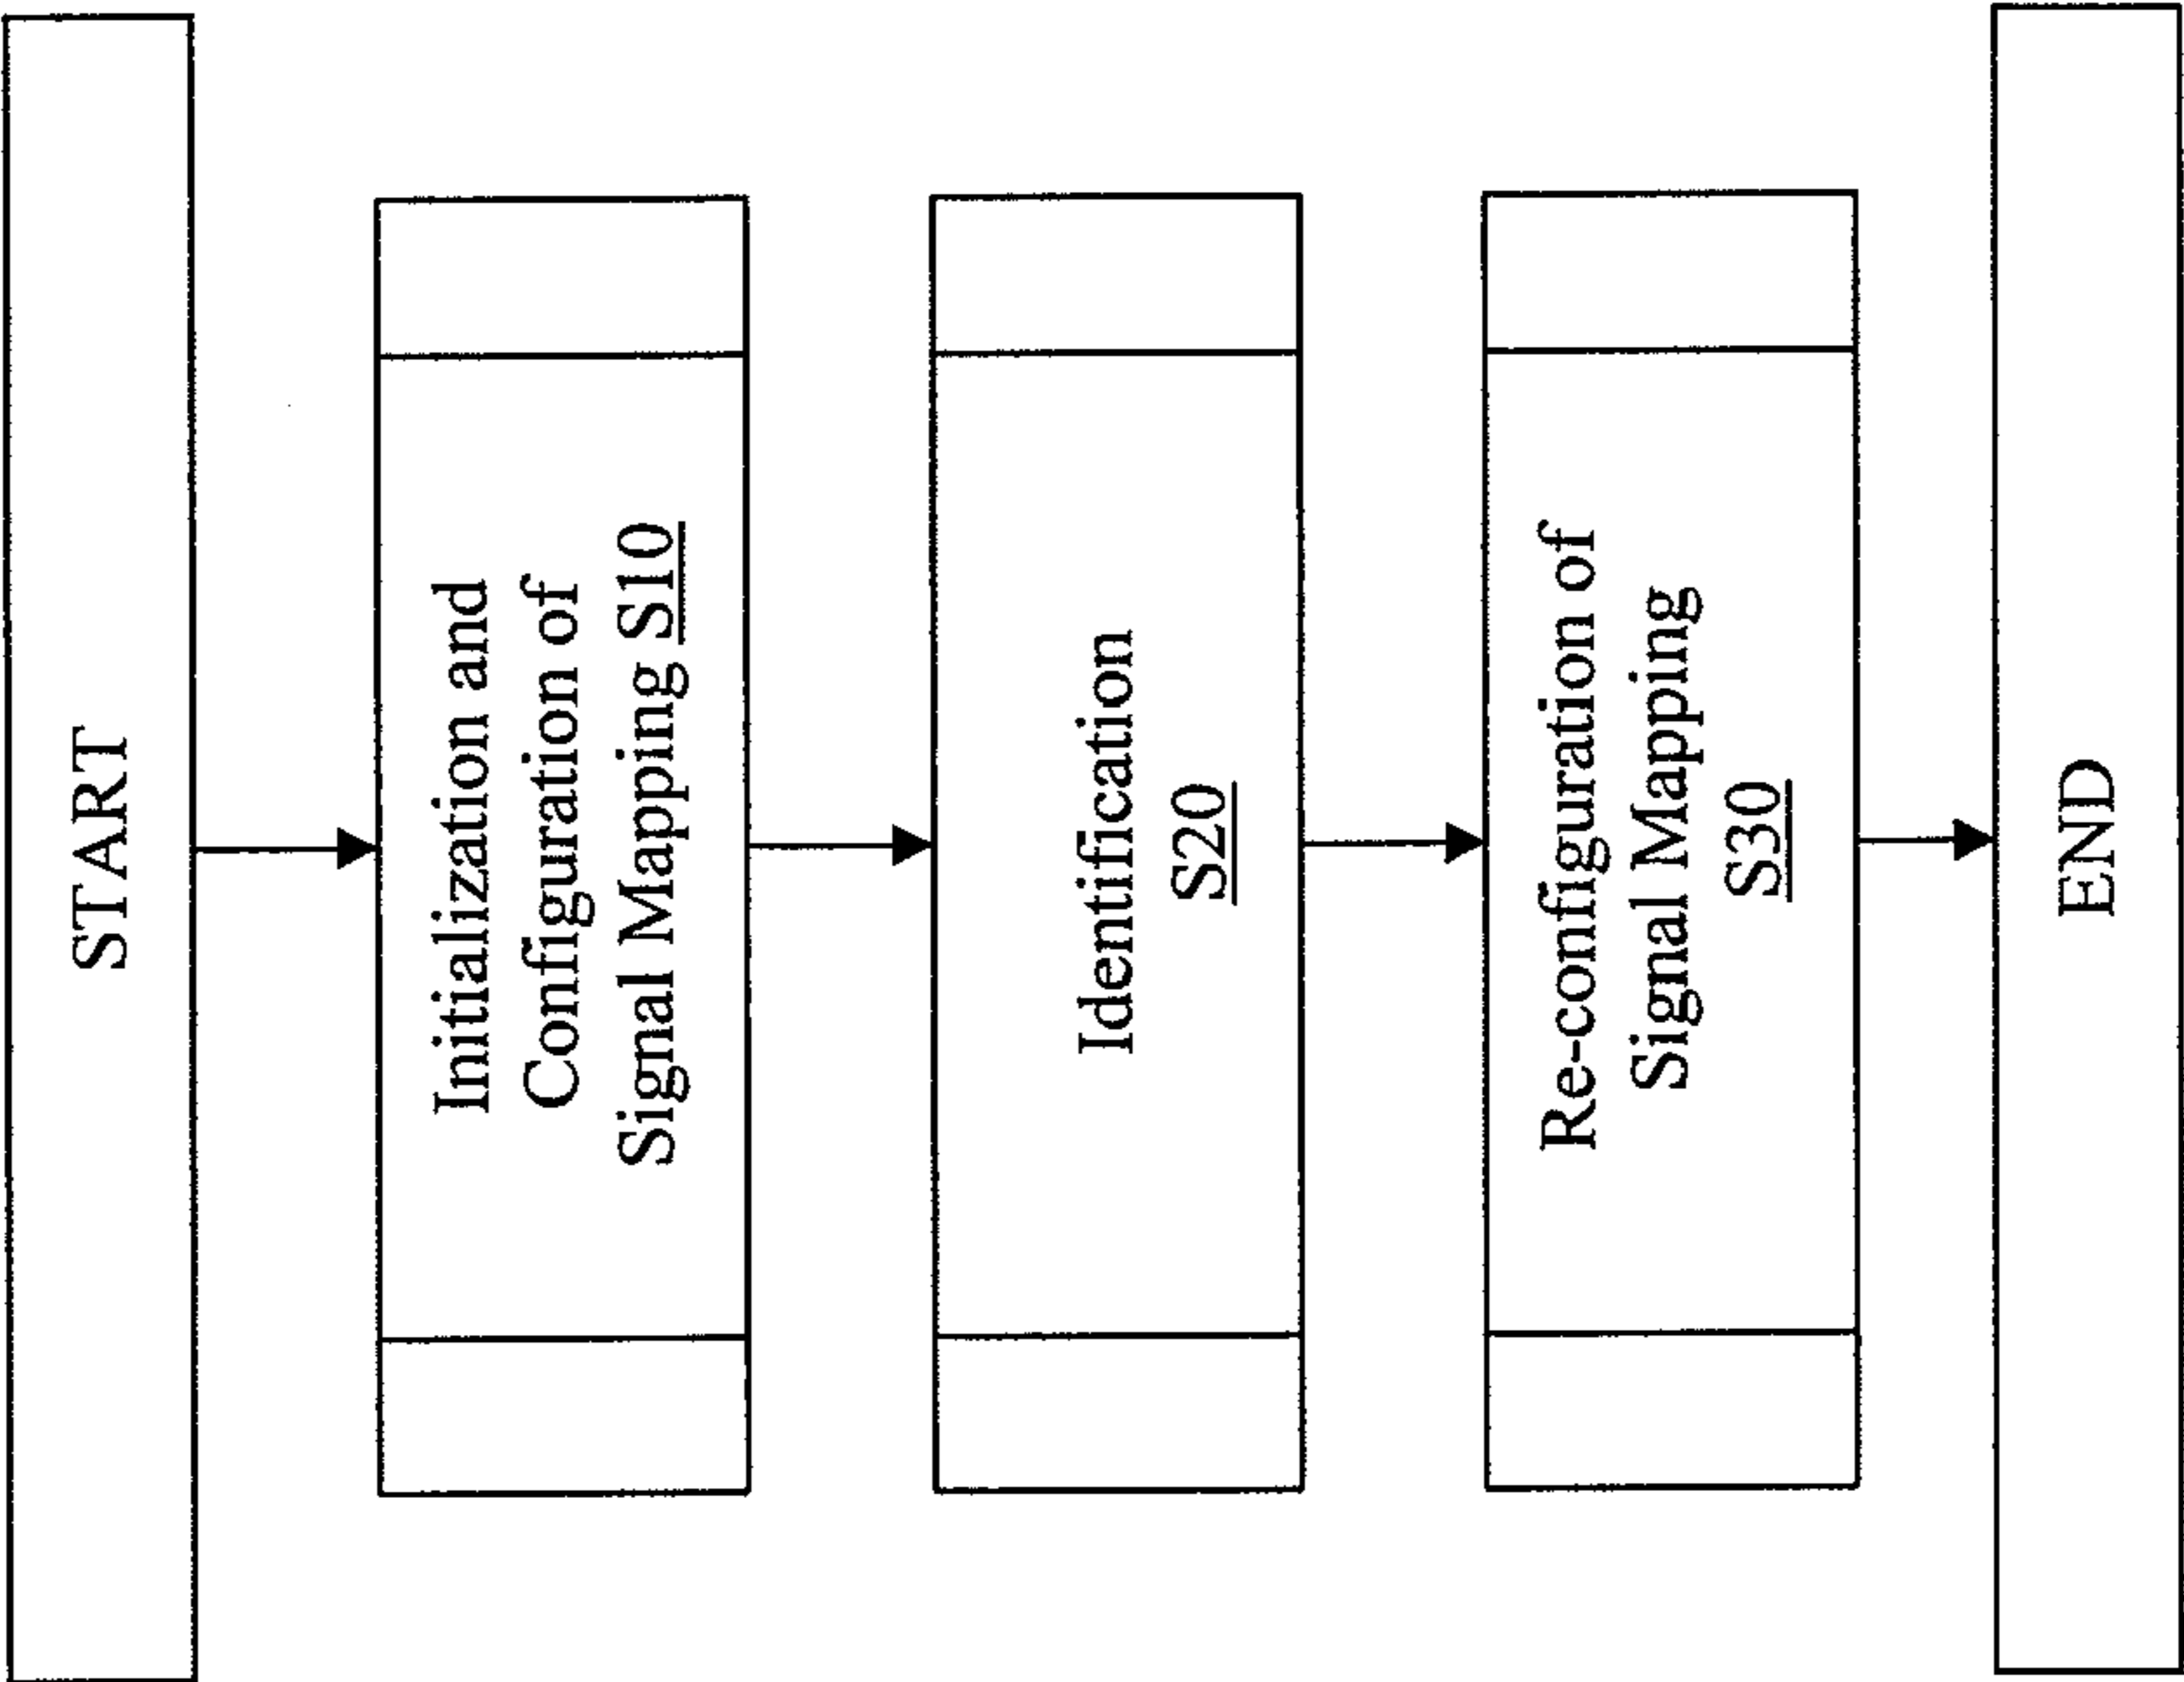 START
Initialization and
Configuration of
Signal Mapping S10
Identification
S20
Re-configuration of
Signal Mapping
S30
END